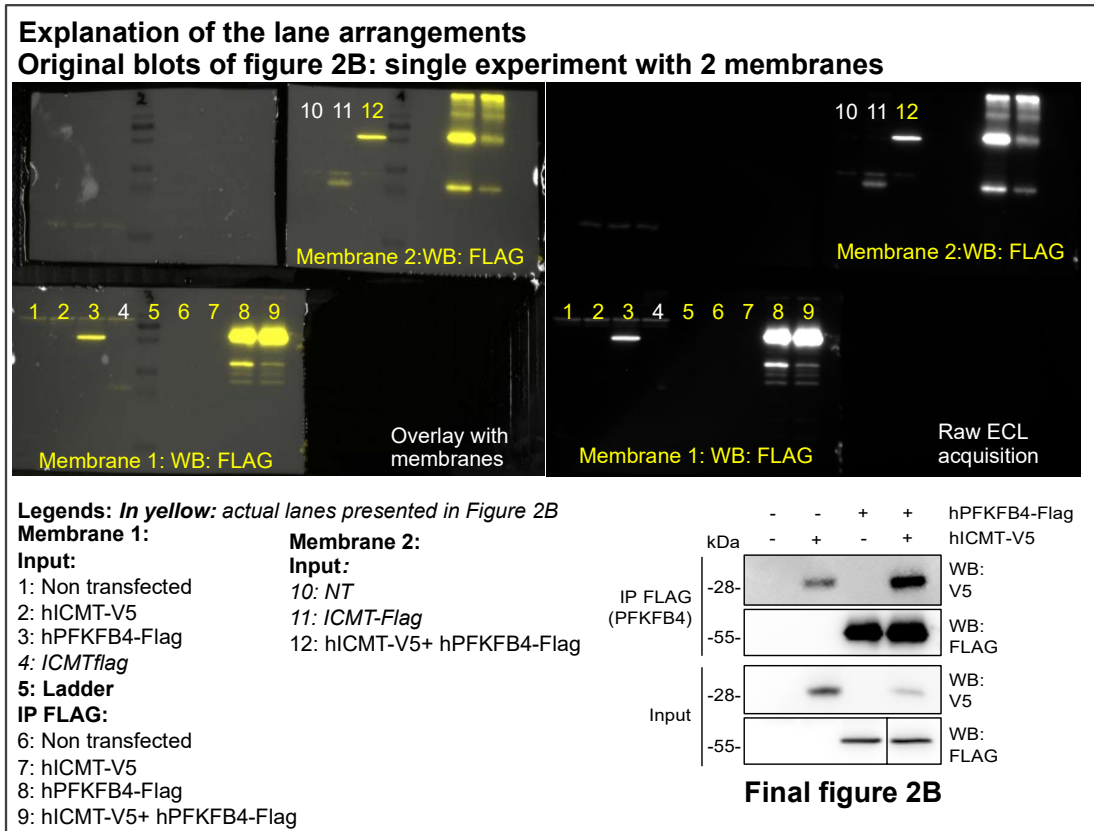 Explanation of the lane arrangements
Original blots of figure 2B: single experiment with 2 membranes
2
4
10 11 12
Membrane 2:WB: FLAG
10 11 12
Membrane 2:WB: FLAG
1 2 3 4 5 6 7 8 9
Overlay with
membranes
Membrane 1: WB: FLAG
1 2 3 4 5 6 7 8 9
Raw ECL
acquisition
Membrane 1: WB: FLAG
Legends: In yellow: actual lanes presented in Figure 2B
Membrane 1:
Input:
1: Non transfected
2: hICMT-V5
3: hPFKFB4-Flag
4: ICMTflag
5: Ladder
IP FLAG:
6: Non transfected
7: hICMT-V5
8: hPFKFB4-Flag
9: hICMT-V5+ hPFKFB4-Flag
Membrane 2:
Input:
10: NT
11: ICMT-Flag
12: hICMT-V5+ hPFKFB4-Flag
- - + + hPFKFB4-Flag
kDa - + - + hICMT-V5
IP FLAG
(PFKFB4)
-28-
WB:
V5
-55-
WB:
FLAG
Input
-28-
WB:
V5
-55-
WB:
FLAG
Final figure 2B